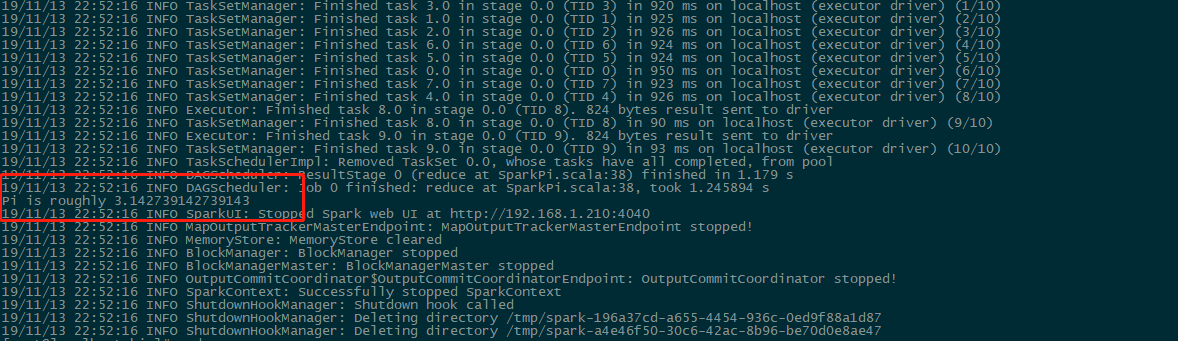 19/11/13 22:52:16 INFO TaskSetManager: Finished task 3.0 in stage 0.0 (TID 3) in 920 ms on localhost (executor driver) (1/10)
19/11/13 22:52:16 INFO TaskSetManager: Finished task 1.0 in stage 0.0 (TID 1) in 925 ms on localhost (executor driver) (2/10)
19/11/13 22:52:16 INFO TaskSetManager: Finished task 2.0 in stage 0.0 (TID 2) in 926 ms on localhost (executor driver) (3/10)
19/11/13 22:52:16 INFO TaskSetManager: Finished task 6.0 in stage 0.0 (TID 6) in 924 ms on localhost (executor driver) (4/10)
19/11/13 22:52:16 INFO TaskSetManager: Finished task 5.0 in stage 0.0 (TID 5) in 924 ms on localhost (executor driver) (5/10)
19/11/13 22:52:16 INFO TaskSetManager: Finished task 0.0 in stage 0.0 (TID 0) in 950 ms on localhost (executor driver) (6/10)
19/11/13 22:52:16 INFO TaskSetManager: Finished task 7.0 in stage 0.0 (TID 7) in 923 ms on localhost (executor driver) (7/10)
19/11/13 22:52:16 INFO TaskSetManager: Finished task 4.0 in stage 0.0 (TID 4) in 926 ms on localhost (executor driver) (8/10)
19/11/13 22:52:16 INFO Executor: Finished task 8.0 in stage 0.0 (TID 8). 824 bytes result sent to driver
19/11/13 22:52:16 INFO TaskSetManager: Finished task 8.0 in stage 0.0 (TID 8) in 90 ms on localhost (executor driver) (9/10)
19/11/13 22:52:16 INFO Executor: Finished task 9.0 in stage 0.0 (TID 9). 824 bytes result sent to driver
19/11/13 22:52:16 INFO TaskSetManager: Finished task 9.0 in stage 0.0 (TID 9) in 93 ms on localhost (executor driver) (10/10)
19/11/13 22:52:16 INFO TaskSchedulerImpl: Removed TaskSet 0.0, whose tasks have all completed, from pool
19/11/13 22:52:16 INFO DAGScheduler: ResultStage 0 (reduce at SparkPi.scala:38) finished in 1.179 s
19/11/13 22:52:16 INFO DAGScheduler: Job 0 finished: reduce at SparkPi.scala:38, took 1.245894 s
Pi is roughly 3.142739142739143
19/11/13 22:52:16 INFO SparkUI: Stopped Spark web UI at http://192.168.1.210:4040
19/11/13 22:52:16 INFO MapOutputTrackerMasterEndpoint: MapOutputTrackerMasterEndpoint stopped!
19/11/13 22:52:16 INFO MemoryStore: MemoryStore cleared
19/11/13 22:52:16 INFO BlockManager: BlockManager stopped
19/11/13 22:52:16 INFO BlockManagerMaster: BlockManagerMaster stopped
19/11/13 22:52:16 INFO OutputCommitCoordinator$OutputCommitCoordinatorEndpoint: OutputCommitCoordinator stopped!
19/11/13 22:52:16 INFO SparkContext: Successfully stopped SparkContext
19/11/13 22:52:16 INFO ShutdownHookManager: Shutdown hook called
19/11/13 22:52:16 INFO ShutdownHookManager: Deleting directory /tmp/spark-196a37cd-a655-4454-936c-0ed9f88a1d87
19/11/13 22:52:16 INFO ShutdownHookManager: Deleting directory /tmp/spark-a4e46f50-30c6-42ac-8b96-be70d0e8ae47